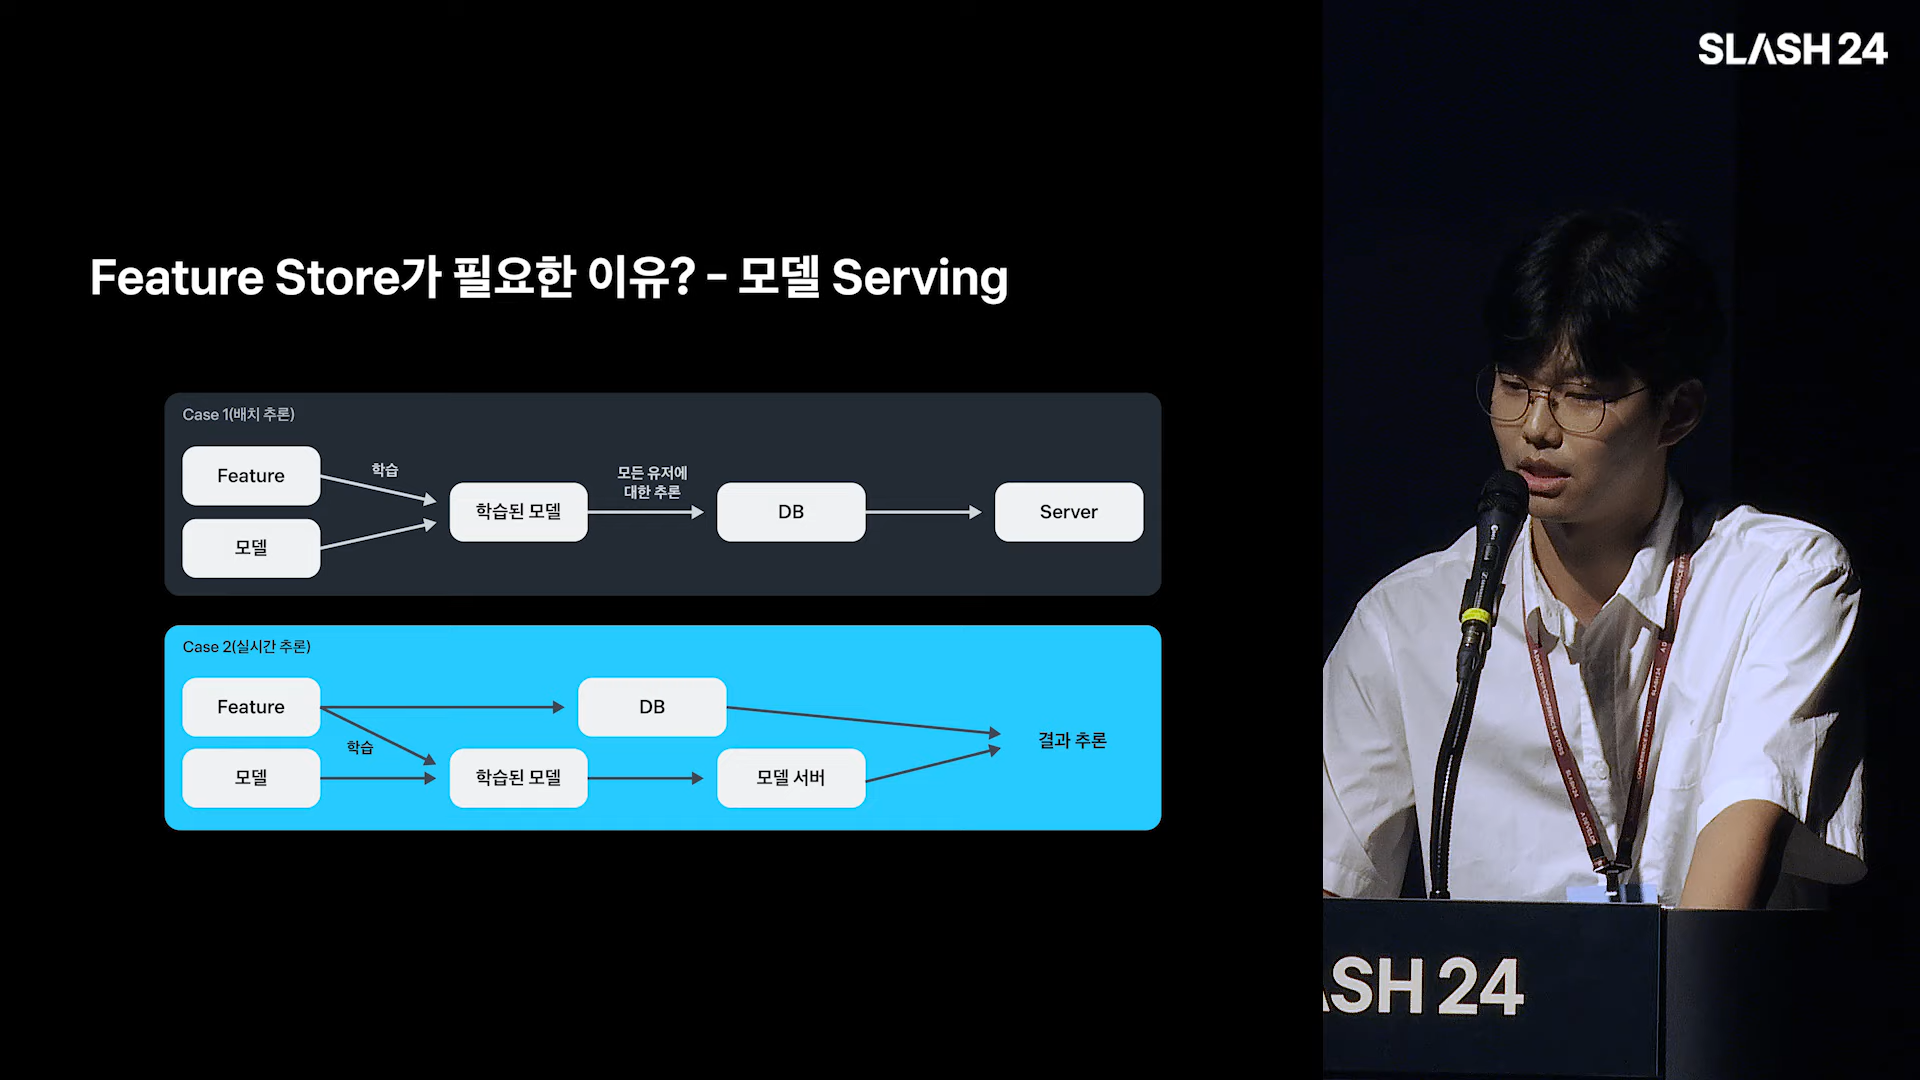 SLASH 24
Feature Store가 필요한 이유? - 모델 Serving
Case 1(배치 추론)
Feature
학습
모델
학습된 모델
모든 유저에
대한 추론
DB
Server
Case 2(실시간 추론)
Feature
DB
학습
모델
학습된 모델
모델 서버
결과 추론
ASH 24